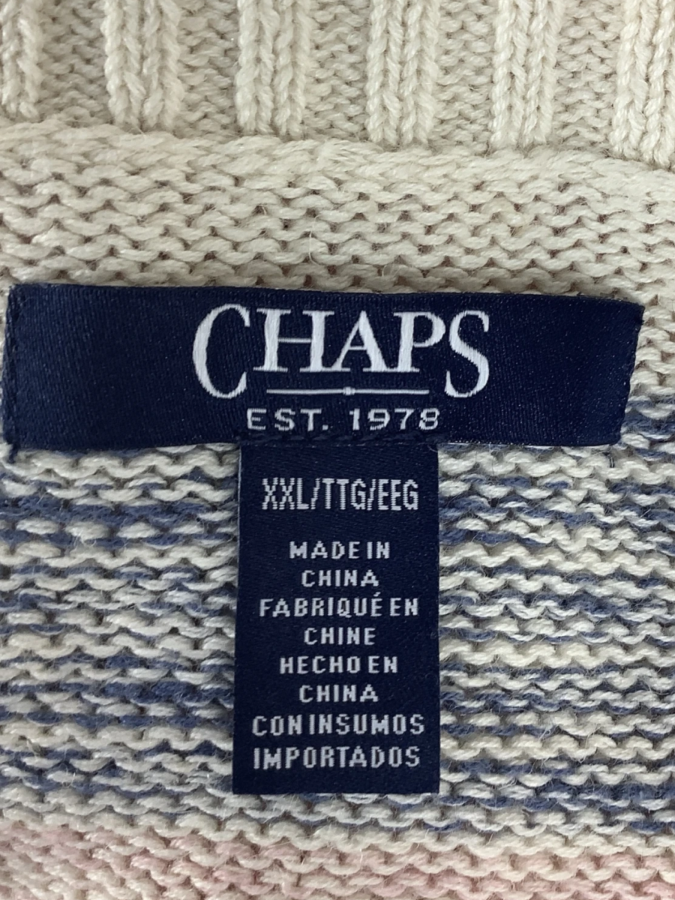 CHAPS
EST. 1978
XXL/TTG/EEG
MADE IN
CHINA
FABRIQUÉ EN
CHINE
HECHO EN
CHINA
CON INSUMOS
IMPORTADOS